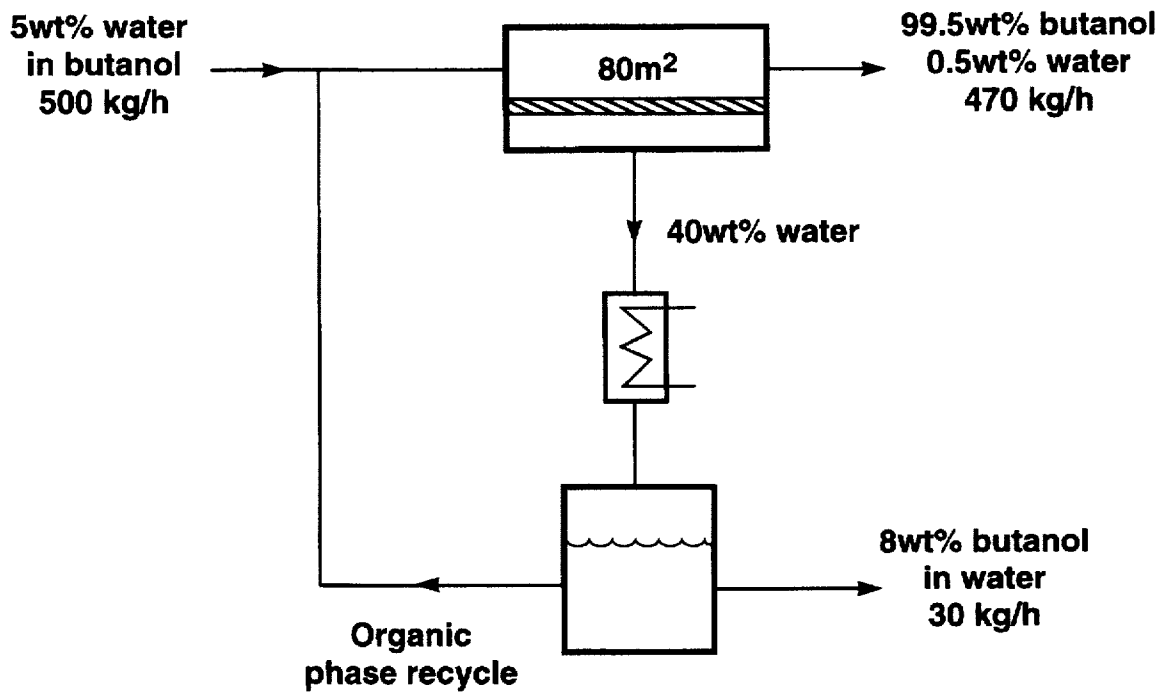 5wt% water
in butanol
500 kg/h
80m²
99.5wt% butanol
0.5wt% water
470 kg/h
40wt% water
8wt% butanol
in water
30 kg/h
Organic
phase recycle